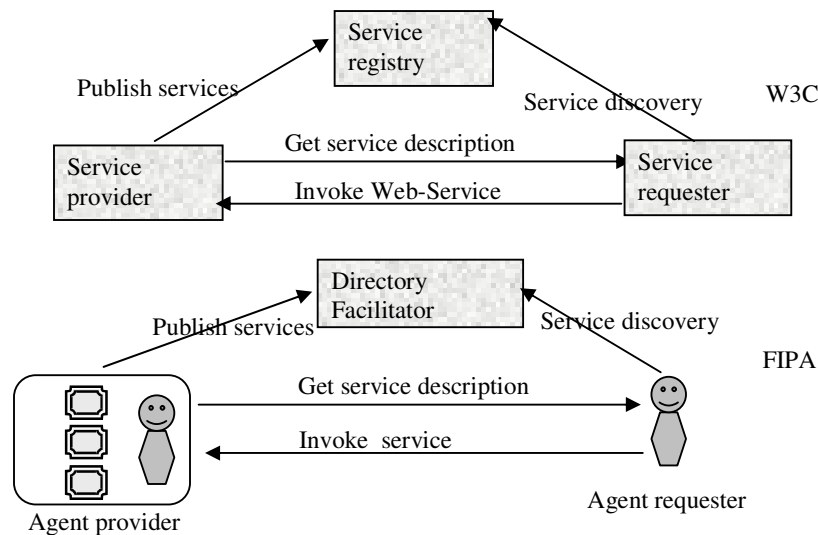 Service
registry
Publish services
Service discovery
W3C
Get service description
Service
provider
Service
requester
Invoke Web-Service
Directory
Facilitator
Publish services
Service discovery
FIPA
Get service description
Invoke service
Agent requester
Agent provider